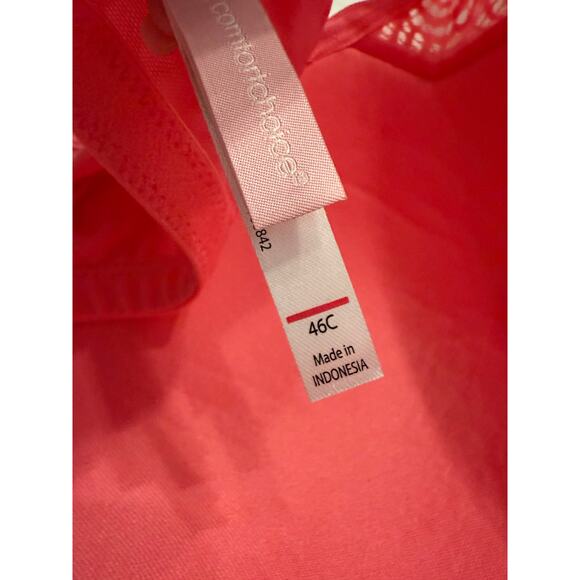 comfortchoice®
842
46C
Made in
INDONESIA